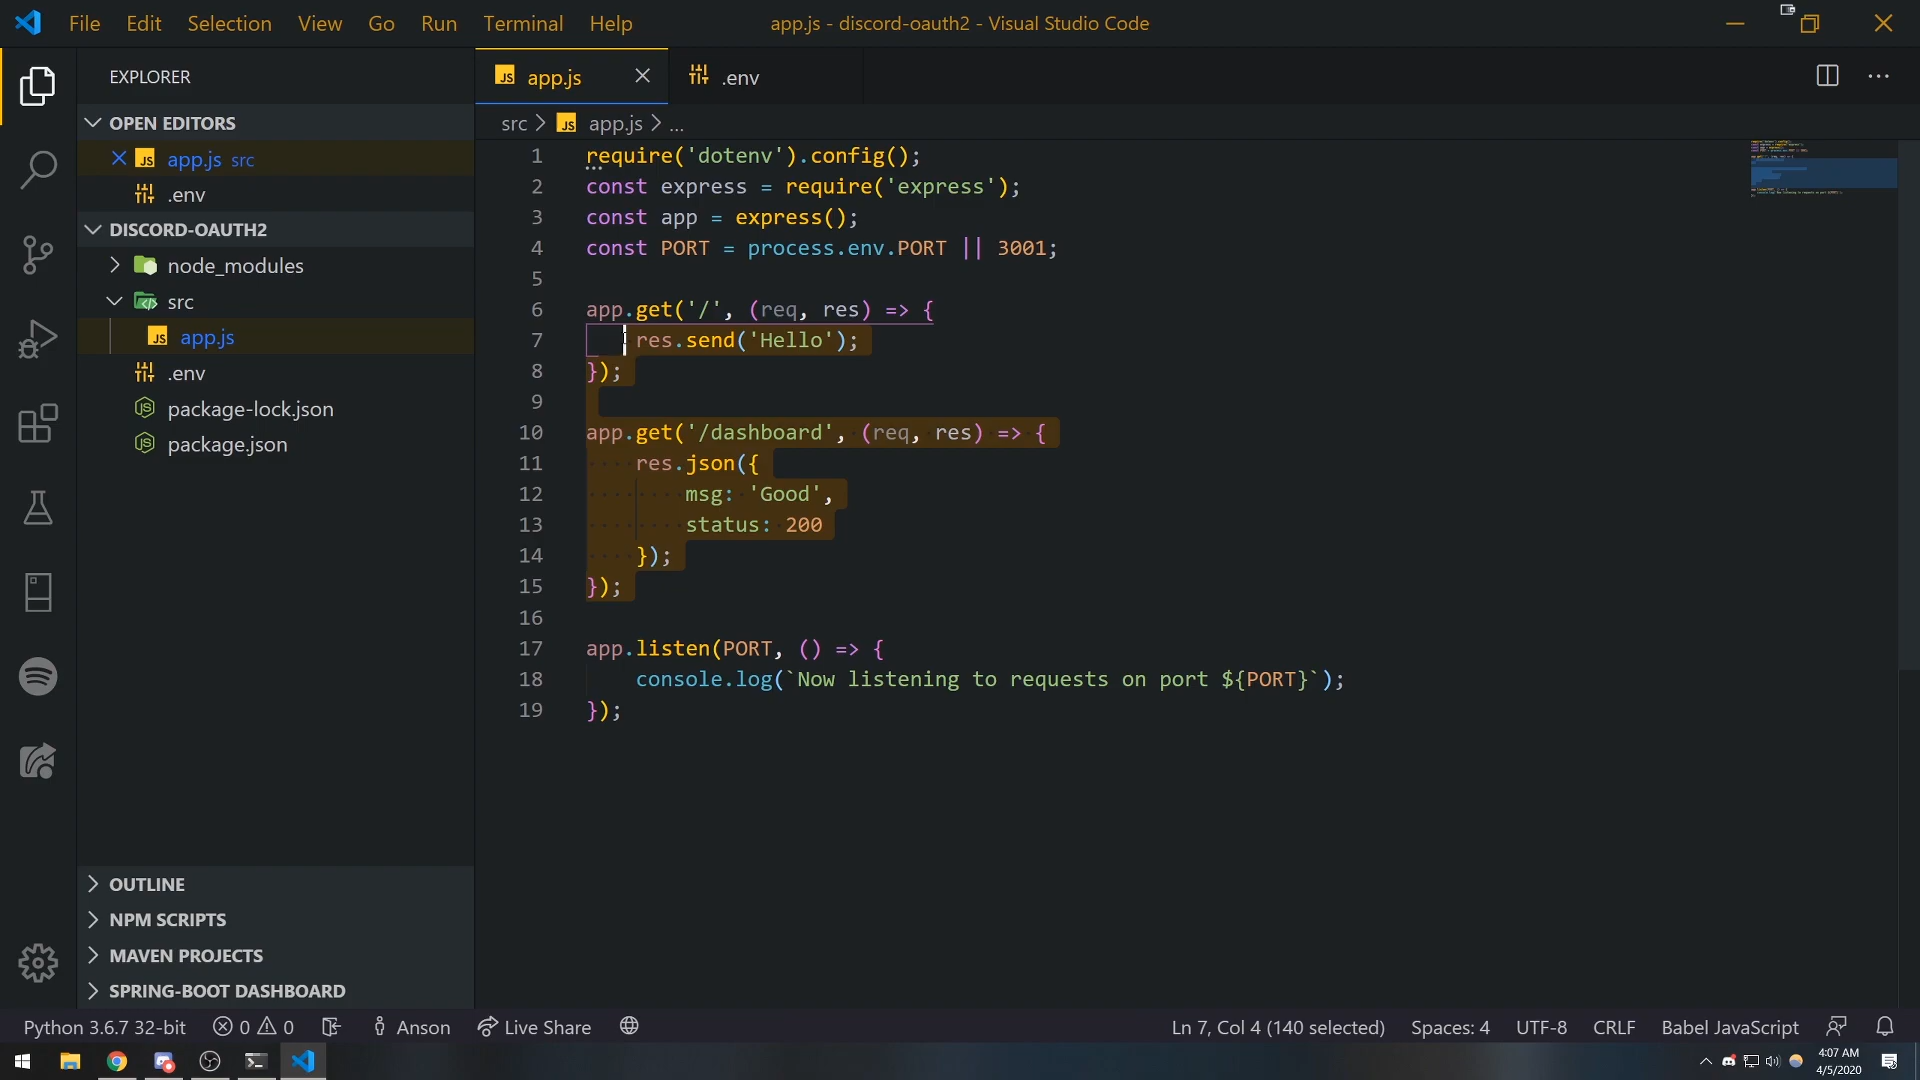 File Edit Selection View Go Run Terminal Help
app.js - discord-oauth2 - Visual Studio Code
EXPLORER
OPEN EDITORS
JS app.js src
.env
DISCORD-OAUTH2
node_modules
src
JS app.js
.env
package-lock.json
package.json
OUTLINE
NPM SCRIPTS
MAVEN PROJECTS
SPRING-BOOT DASHBOARD
JS app.js
.env
src > JS app.js > ...
1 require('dotenv').config();
2 const express = require('express');
3 const app = express();
4 const PORT = process.env.PORT || 3001;
5
6 app.get('/', (req, res) => {
7 res.send('Hello');
8 });
9
10 app.get('/dashboard', (req, res) => {
11 res.json({
12 msg: 'Good',
13 status: 200
14 });
15 });
16
17 app.listen(PORT, () => {
18 console.log(`Now listening to requests on port ${PORT}`);
19 });
Python 3.6.7 32-bit 0 0 Anson Live Share
Ln 7, Col 4 (140 selected) Spaces: 4 UTF-8 CRLF Babel JavaScript
4:07 AM
4/5/2020